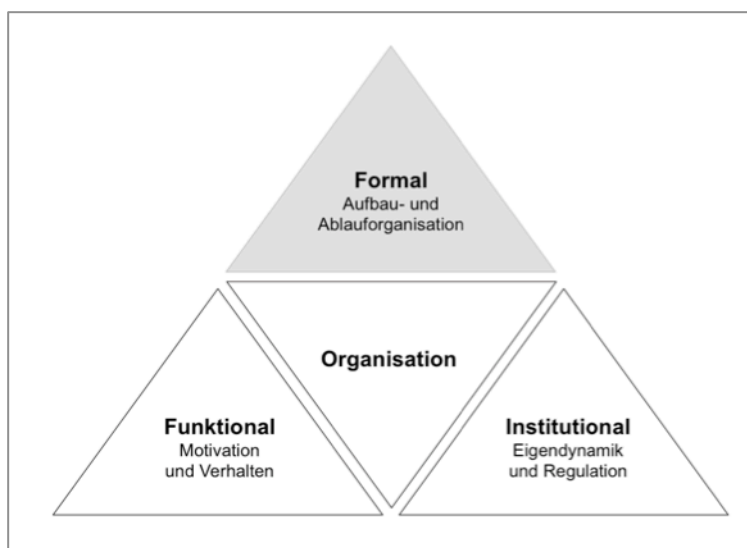 Formal
Aufbau- und
Ablauforganisation
Organisation
Funktional
Motivation
und Verhalten
Institutional
Eigendynamik
und Regulation